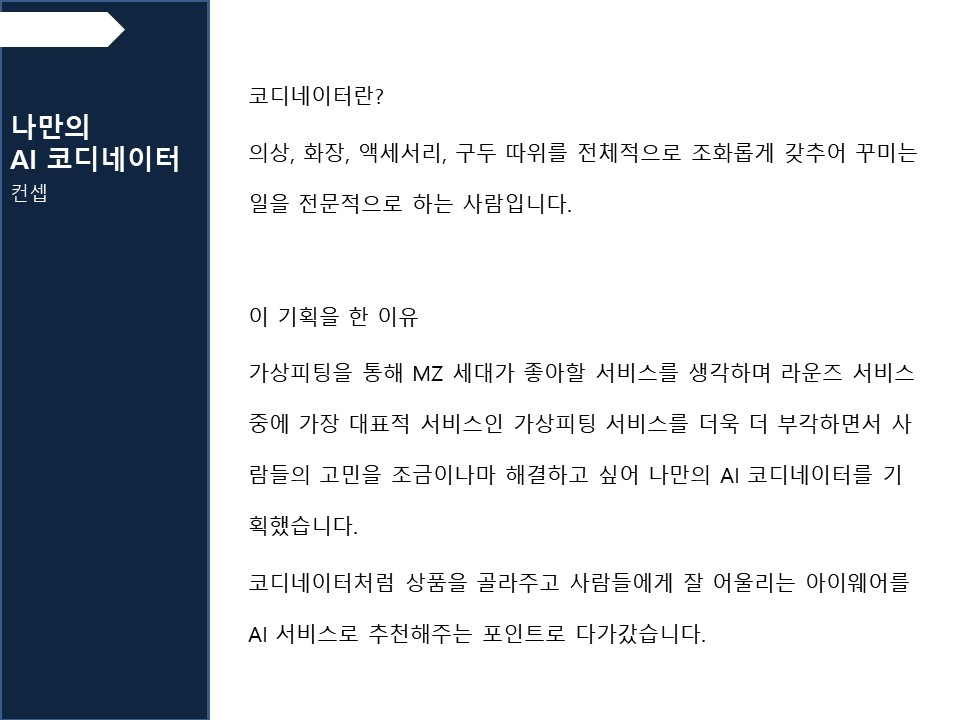 나만의
AI 코디네이터
컨셉
코디네이터란?
의상, 화장, 액세서리, 구두 따위를 전체적으로 조화롭게 갖추어 꾸미는
일을 전문적으로 하는 사람입니다.
이 기획을 한 이유
가상피팅을 통해 MZ 세대가 좋아할 서비스를 생각하며 라운즈 서비스
중에 가장 대표적 서비스인 가상피팅 서비스를 더욱 더 부각하면서 사
람들의 고민을 조금이나마 해결하고 싶어 나만의 AI 코디네이터를 기
획했습니다.
코디네이터처럼 상품을 골라주고 사람들에게 잘 어울리는 아이웨어를
AI 서비스로 추천해주는 포인트로 다가갔습니다.